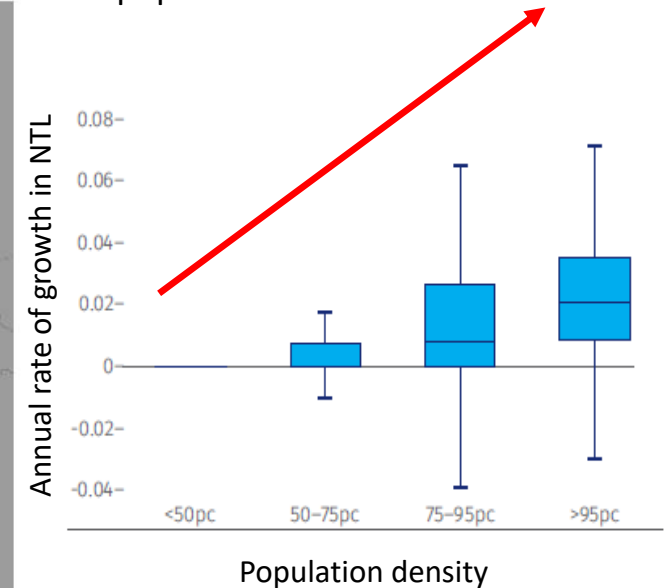 Annual rate of growth in NTL
0.08
0.06
0.04
0.02
0
-0.02
-0.04
<50pc 50–75pc 75–95pc >95pc
Population density